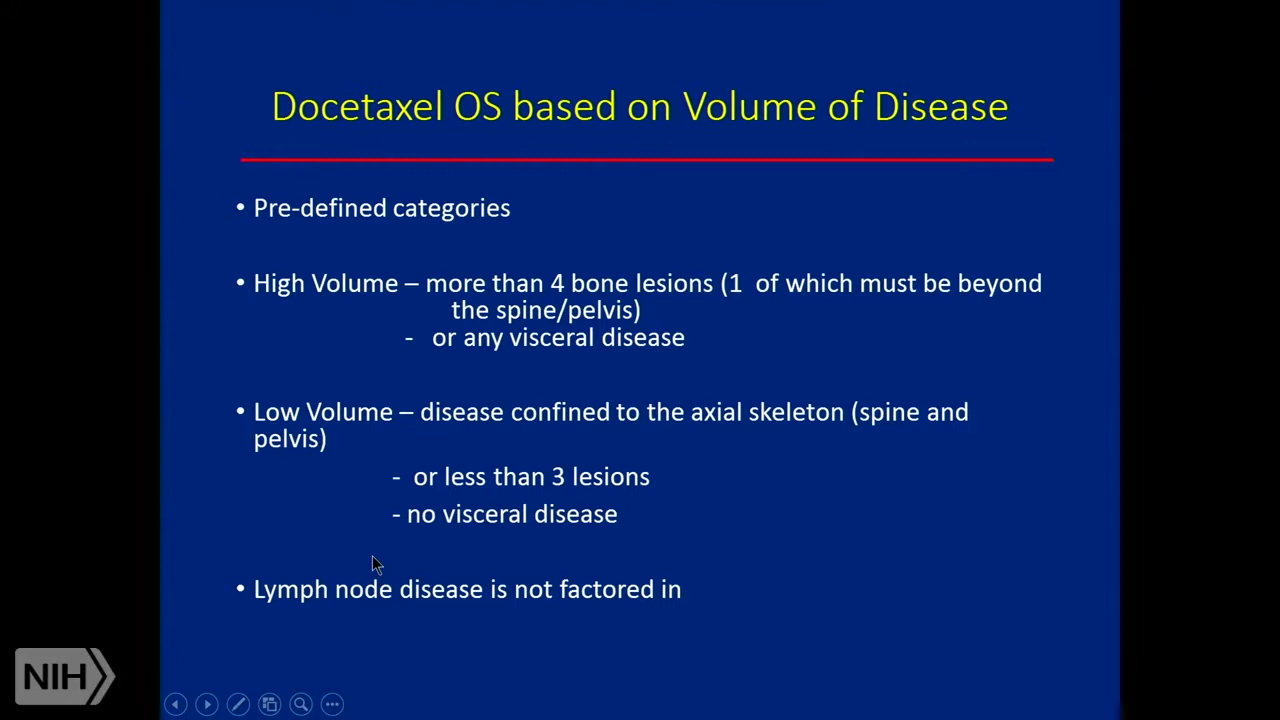 Docetaxel OS based on Volume of Disease
• Pre-defined categories
• High Volume – more than 4 bone lesions (1 of which must be beyond
the spine/pelvis)
- or any visceral disease
• Low Volume – disease confined to the axial skeleton (spine and
pelvis)
- or less than 3 lesions
- no visceral disease
• Lymph node disease is not factored in
NIH